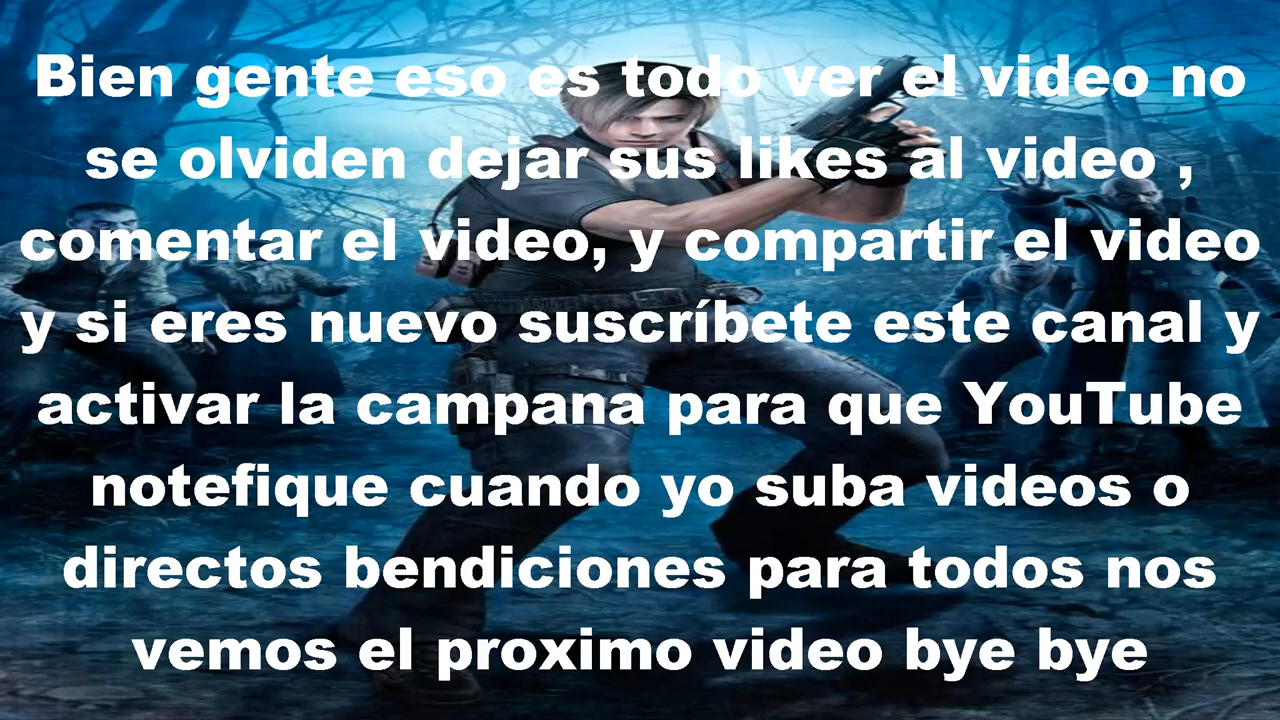 Bien gente eso es todo ver el video no
se olviden dejar sus likes al video ,
comentar el video, y compartir el video
y si eres nuevo suscríbete este canal y
activar la campana para que YouTube
notefique cuando yo suba videos o
directos bendiciones para todos nos
vemos el proximo video bye bye